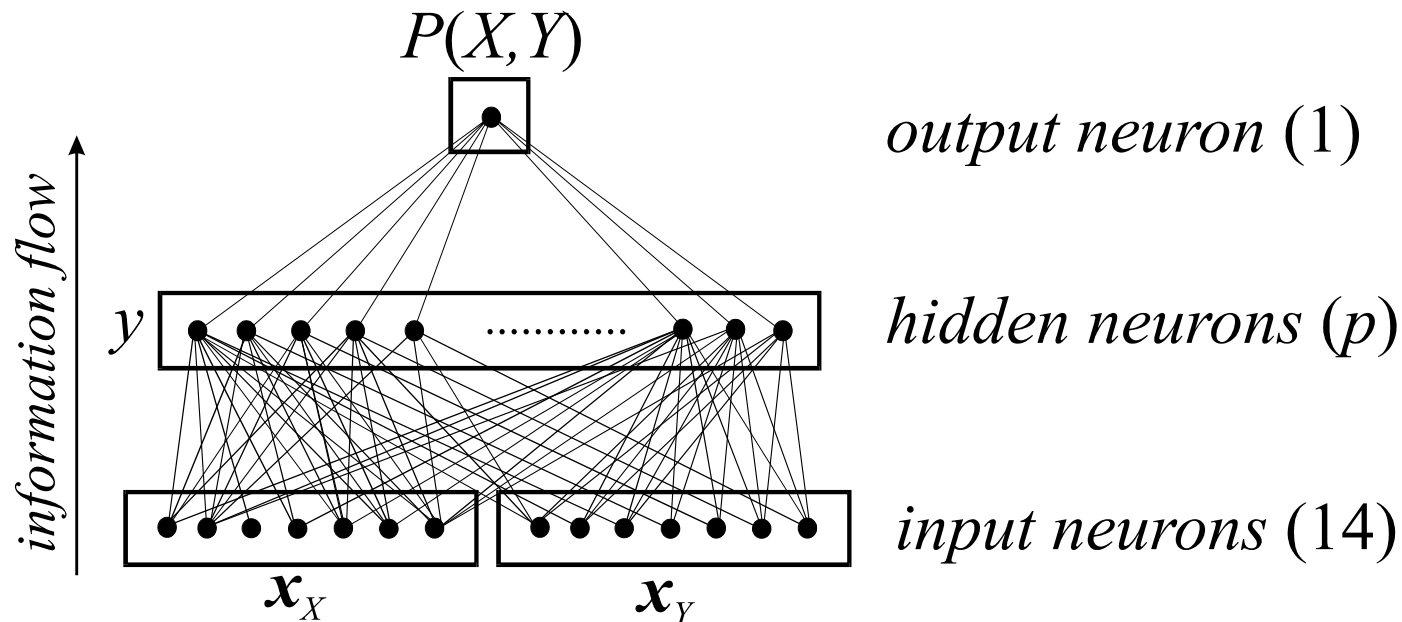 P(X,Y)
output neuron (1)
information flow
y
............
hidden neurons (p)
input neurons (14)
x_X
x_Y